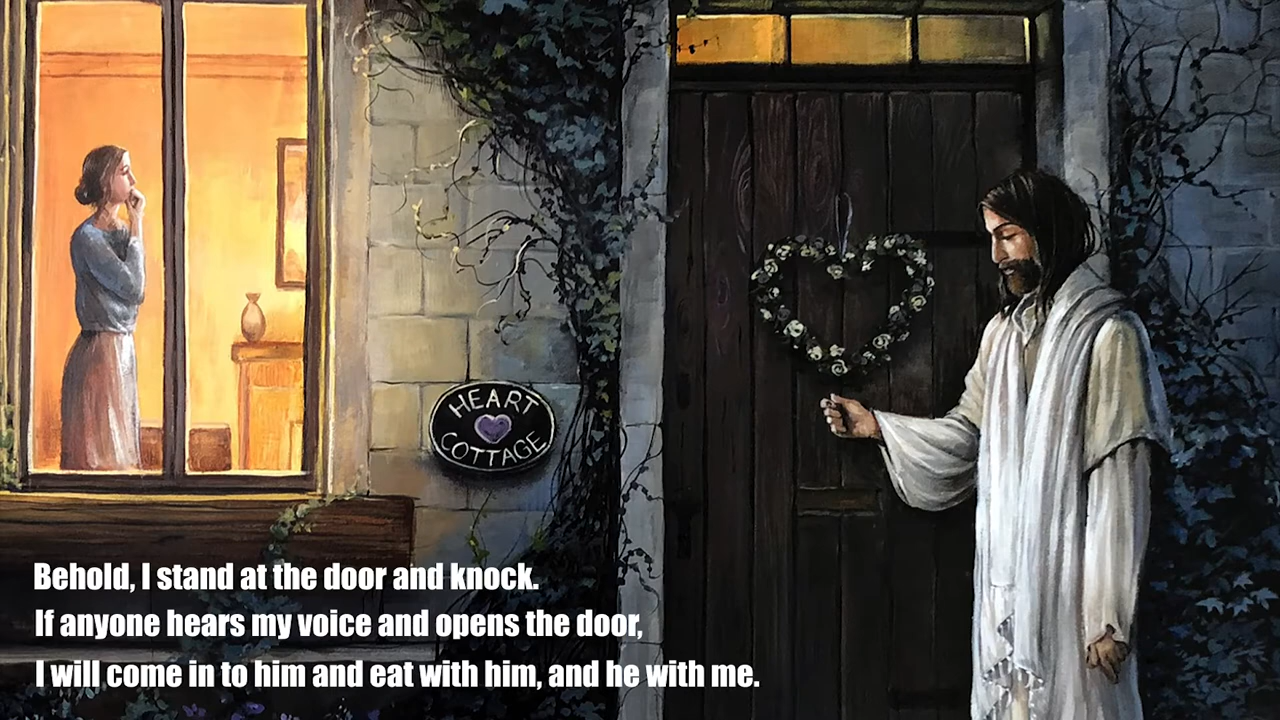 HEART
COTTAGE
Behold, I stand at the door and knock.
If anyone hears my voice and opens the door,
I will come in to him and eat with him, and he with me.